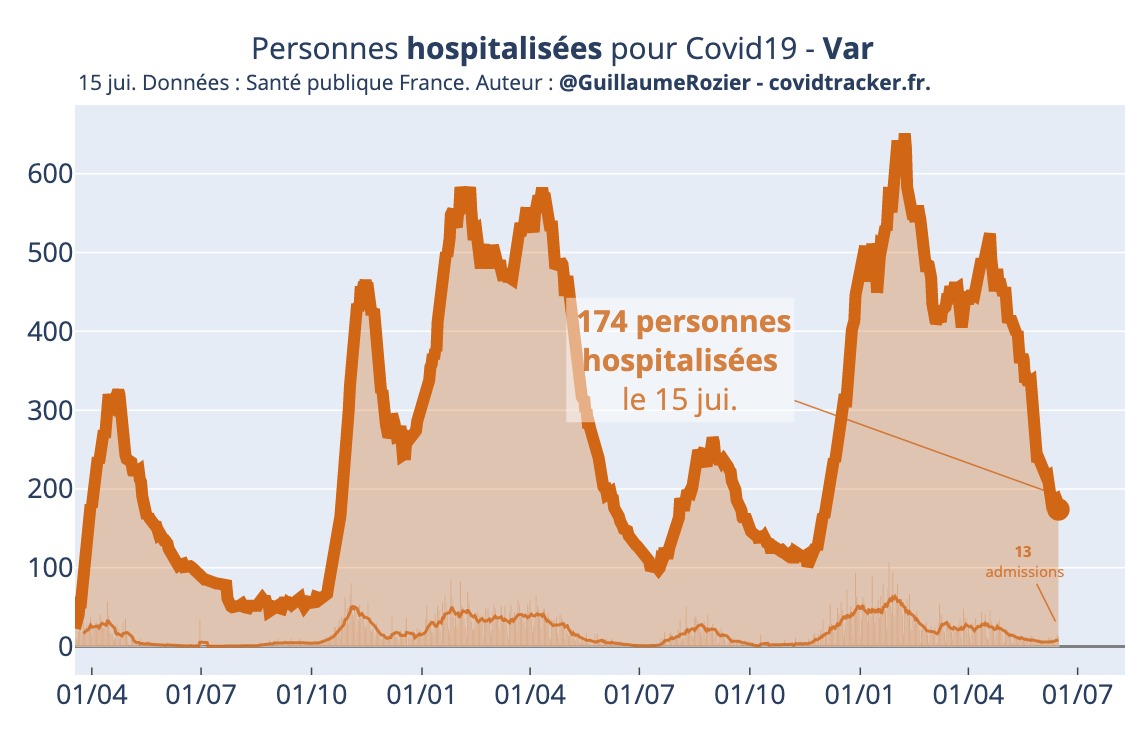 Personnes hospitalisées pour Covid19 - Var
15 jui. Données : Santé publique France. Auteur : @GuillaumeRozier - covidtracker.fr.
600
500
400
300
200
100
0
174 personnes
hospitalisées
le 15 jui.
13
admissions
01/04 01/07 01/10 01/01 01/04 01/07 01/10 01/01 01/04 01/07